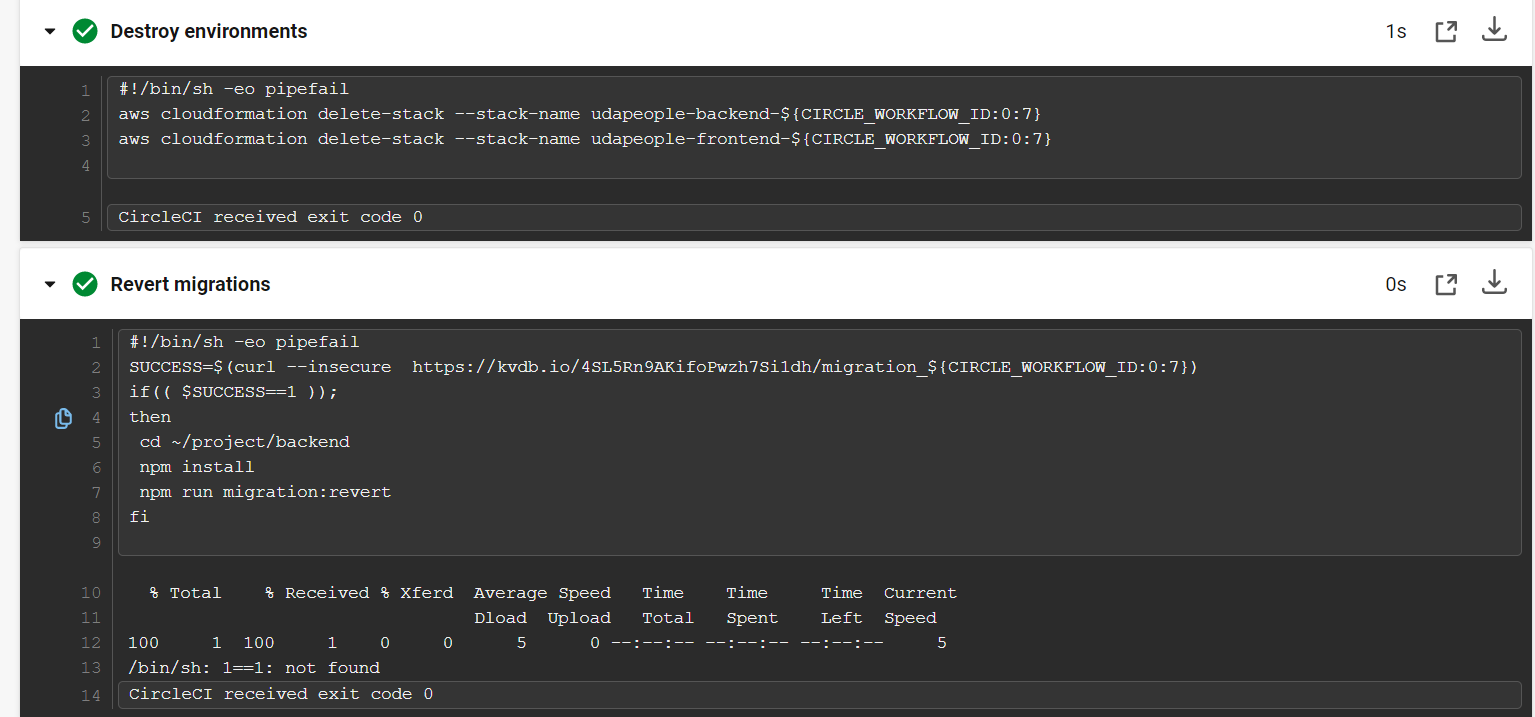 Destroy environments 1s
1 #!/bin/sh -eo pipefail
2 aws cloudformation delete-stack --stack-name udapeople-backend-${CIRCLE_WORKFLOW_ID:0:7}
3 aws cloudformation delete-stack --stack-name udapeople-frontend-${CIRCLE_WORKFLOW_ID:0:7}
4
5 CircleCI received exit code 0
Revert migrations 0s
1 #!/bin/sh -eo pipefail
2 SUCCESS=$(curl --insecure  https://kvdb.io/4SL5Rn9AKifoPwzh7Si1dh/migration_${CIRCLE_WORKFLOW_ID:0:7})
3 if(( $SUCCESS==1 ));
4 then
5  cd ~/project/backend
6  npm install
7  npm run migration:revert
8 fi
9
10   % Total    % Received % Xferd  Average Speed   Time    Time     Time  Current
11                                  Dload  Upload   Total   Spent    Left  Speed
12 100     1  100     1    0     0      5      0 --:--:-- --:--:-- --:--:--     5
13 /bin/sh: 1==1: not found
14 CircleCI received exit code 0